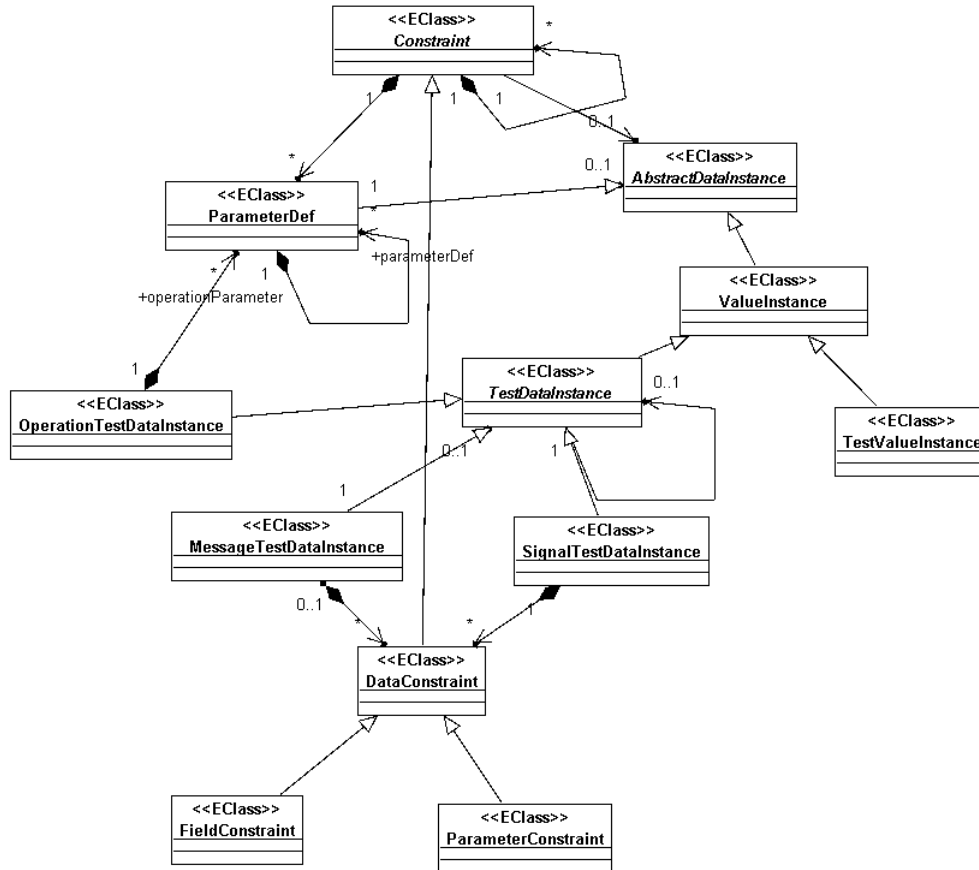 <<EClass>>
Constraint
*
1
1
1
0..1
*
<<EClass>>
AbstractDataInstance
0..1
<<EClass>>
ParameterDef
1
*
+parameterDef
*
1
1
+operationParameter
<<EClass>>
ValueInstance
1
<<EClass>>
OperationTestDataInstance
<<EClass>>
TestDataInstance
0..1
<<EClass>>
TestValueInstance
0..1
1
1
<<EClass>>
MessageTestDataInstance
<<EClass>>
SignalTestDataInstance
0..1
1
*
*
<<EClass>>
DataConstraint
<<EClass>>
FieldConstraint
<<EClass>>
ParameterConstraint